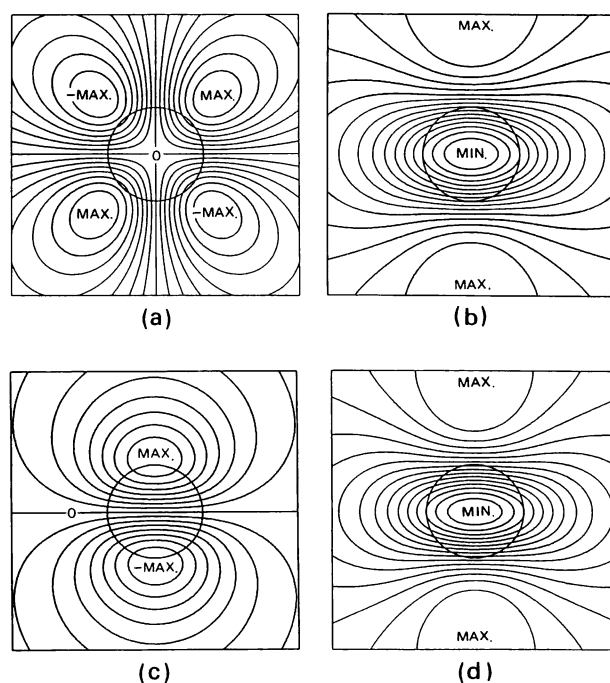 -MAX. MAX.
0
MAX. -MAX.
(a)
MAX.
MIN.
MAX.
(b)
MAX.
0
-MAX.
(c)
MAX.
MIN.
MAX.
(d)